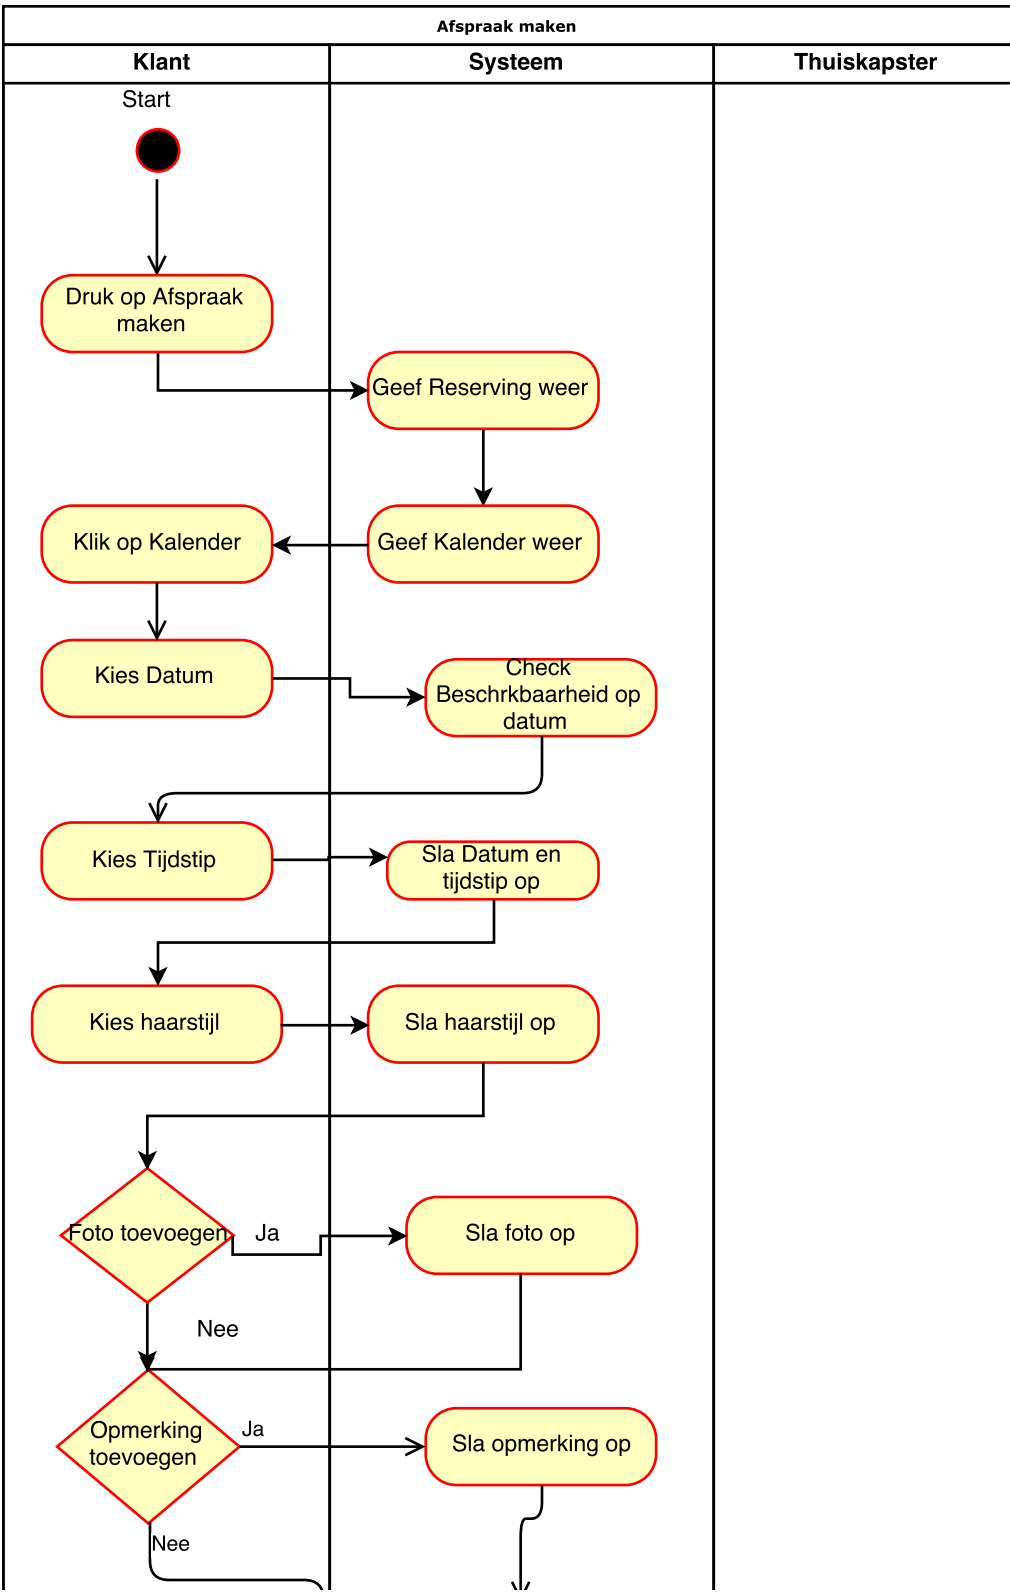 Afspraak maken
Klant
Systeem
Thuiskapster
Start
Druk op Afspraak
maken
Geef Reserving weer
Klik op Kalender
Geef Kalender weer
Kies Datum
Check
Beschrkbaarheid op
datum
Kies Tijdstip
Sla Datum en
tijdstip op
Kies haarstijl
Sla haarstijl op
Foto toevoegen
Ja
Sla foto op
Nee
Opmerking
toevoegen
Ja
Sla opmerking op
Nee